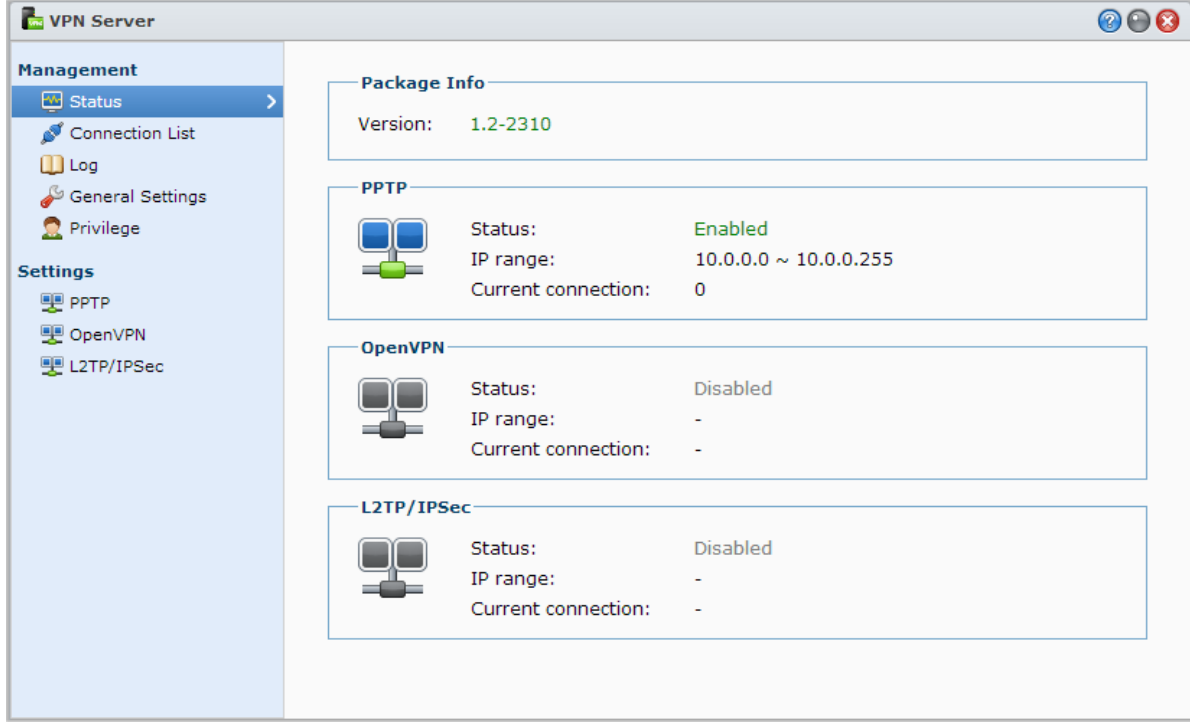 VPN Server
Management
Status
Connection List
Log
General Settings
Privilege
Settings
PPTP
OpenVPN
L2TP/IPSec
Package Info
Version: 1.2-2310
PPTP
Status: Enabled
IP range: 10.0.0.0 ~ 10.0.0.255
Current connection: 0
OpenVPN
Status: Disabled
IP range: -
Current connection: -
L2TP/IPSec
Status: Disabled
IP range: -
Current connection: -